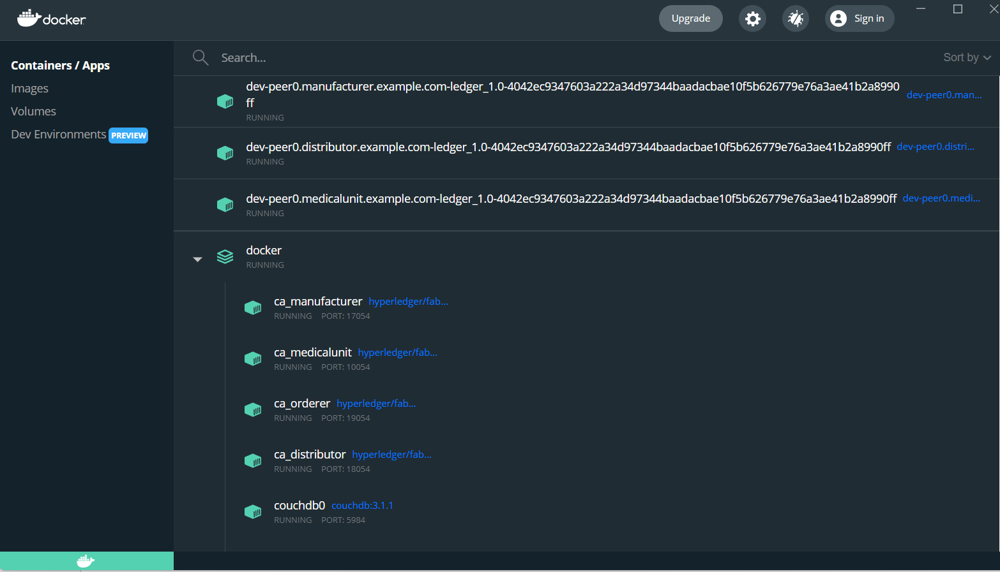 docker
Upgrade
Sign in
Containers / Apps
Images
Volumes
Dev Environments PREVIEW
Search...
Sort by
dev-peer0.manufacturer.example.com-ledger_1.0-4042ec9347603a222a34d97344baadacbae10f5b626779e76a3ae41b2a8990
ff
dev-peer0.man...
RUNNING
dev-peer0.distributor.example.com-ledger_1.0-4042ec9347603a222a34d97344baadacbae10f5b626779e76a3ae41b2a8990ff dev-peer0.distri...
RUNNING
dev-peer0.medicalunit.example.com-ledger_1.0-4042ec9347603a222a34d97344baadacbae10f5b626779e76a3ae41b2a8990ff dev-peer0.medi...
RUNNING
docker
RUNNING
ca_manufacturer hyperledger/fab...
RUNNING PORT: 17054
ca_medicalunit hyperledger/fab...
RUNNING PORT: 10054
ca_orderer hyperledger/fab...
RUNNING PORT: 19054
ca_distributor hyperledger/fab...
RUNNING PORT: 18054
couchdb0 couchdb:3.1.1
RUNNING PORT: 5984